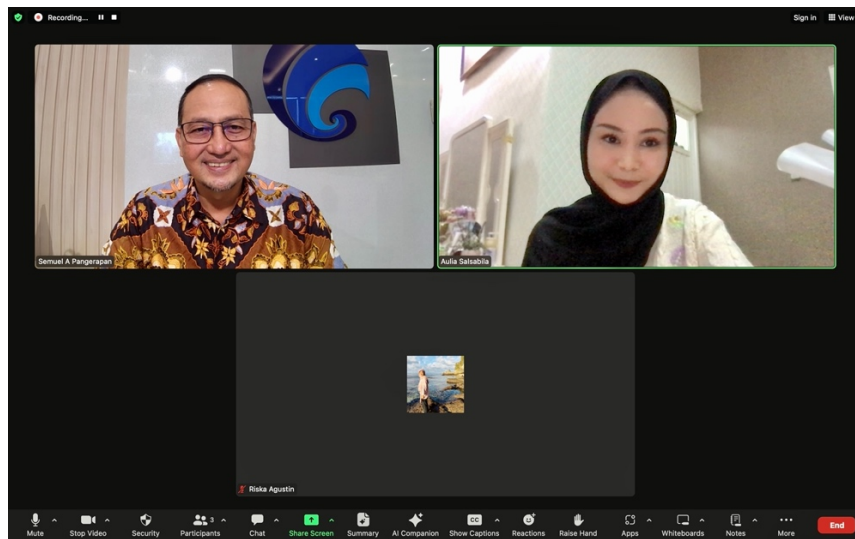 Recording...
Sign in
View
Semuel A Pangerapan
Aulia Salsabila
Riska Agustin
Mute
Stop Video
Security
3
Participants
Chat
Share Screen
Summary
AI Companion
CC
Show Captions
Reactions
Raise Hand
Apps
Whiteboards
Notes
More
End